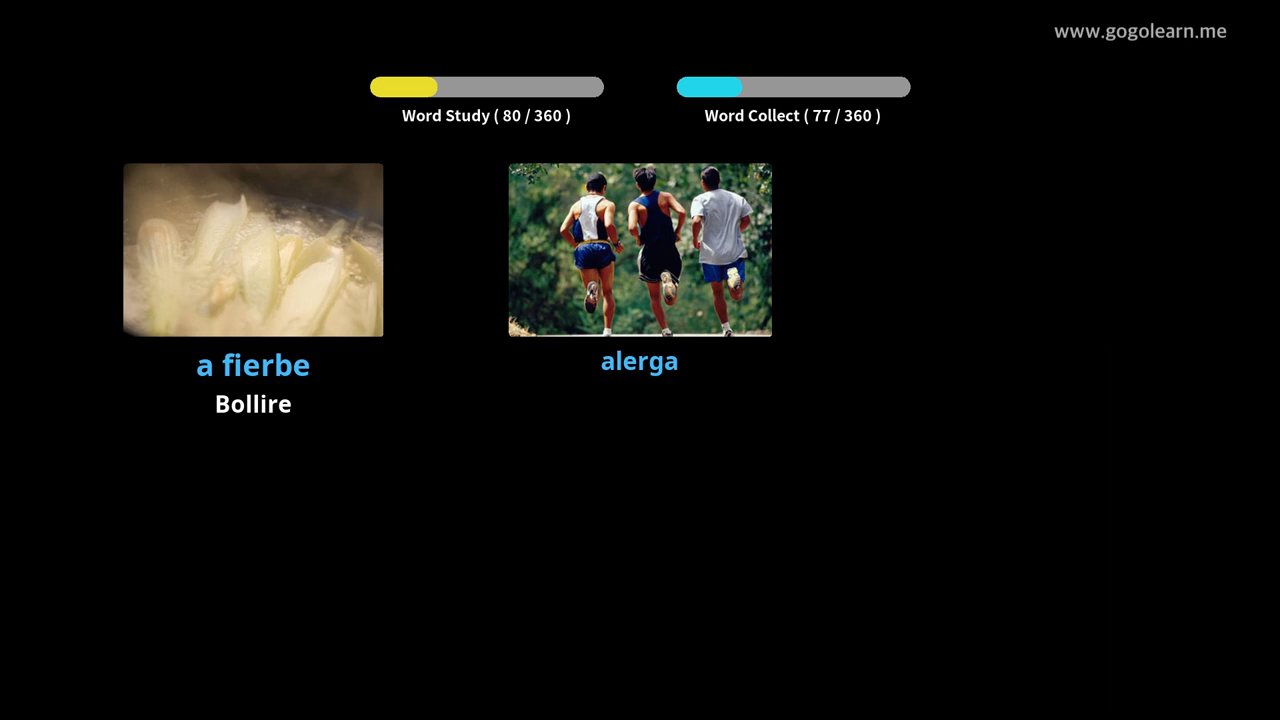 www.gogolearn.me
Word Study ( 80 / 360 )
Word Collect ( 77 / 360 )
a fierbe
Bollire
alerga